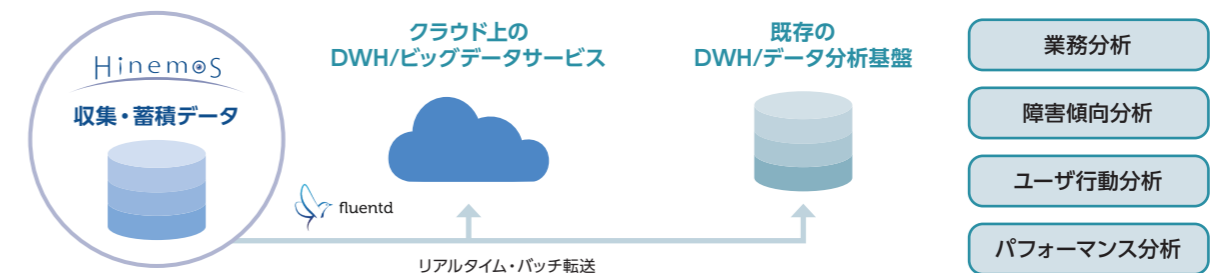 Hinemos
収集・蓄積データ
クラウド上の
DWH/ビッグデータサービス
既存の
DWH/データ分析基盤
fluentd
リアルタイム・バッチ転送
業務分析
障害傾向分析
ユーザ行動分析
パフォーマンス分析